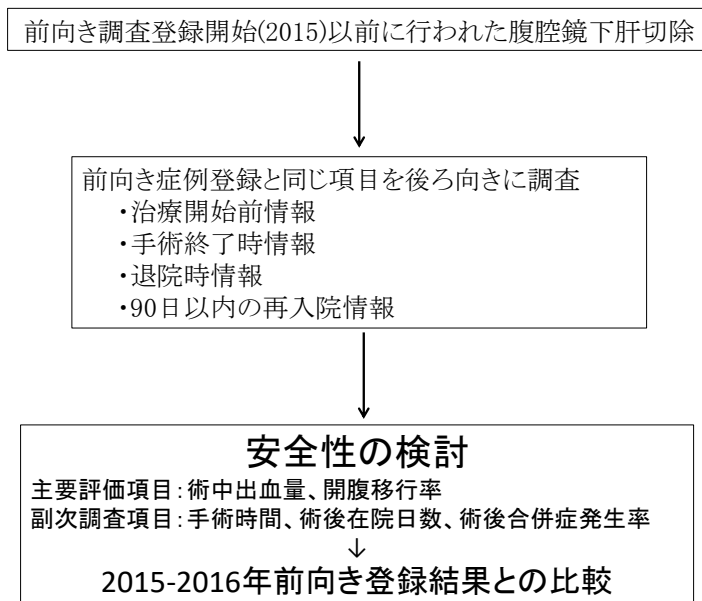 前向き調査登録開始(2015)以前に行われた腹腔鏡下肝切除
前向き症例登録と同じ項目を後ろ向きに調査
・治療開始前情報
・手術終了時情報
・退院時情報
・90日以内の再入院情報
安全性の検討
主要評価項目：術中出血量、開腹移行率
副次調査項目：手術時間、術後在院日数、術後合併症発生率
↓
2015-2016年前向き登録結果との比較